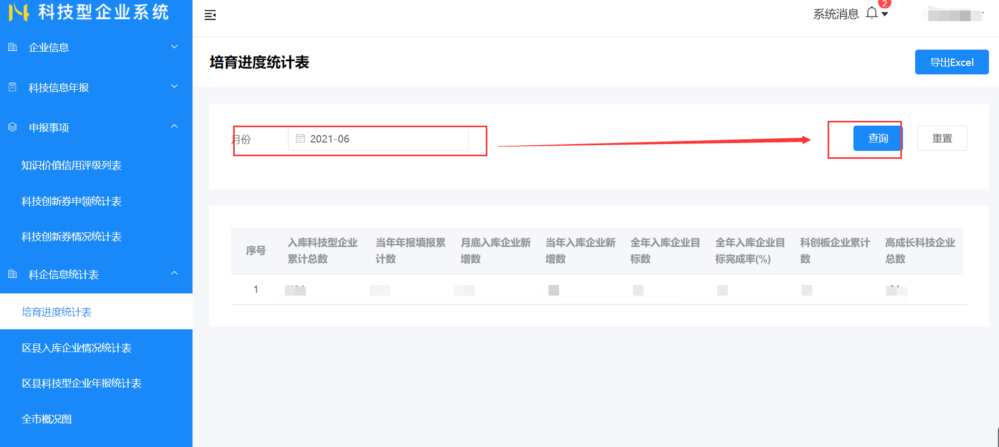 科技型企业系统
系统消息
2
企业信息
科技信息年报
申报事项
知识价值信用评级列表
科技创新券申领统计表
科技创新券情况统计表
科企信息统计表
培育进度统计表
区县入库企业情况统计表
区县科技型企业年报统计表
全市概况图
培育进度统计表
导出Excel
月份
2021-06
查询
重置
序号
入库科技型企业
累计总数
当年年报填报累
计数
月底入库企业新
增数
当年入库企业新
增数
全年入库企业目
标数
全年入库企业目
标完成率(%)
科创板企业累计
数
高成长科技企业
总数
1